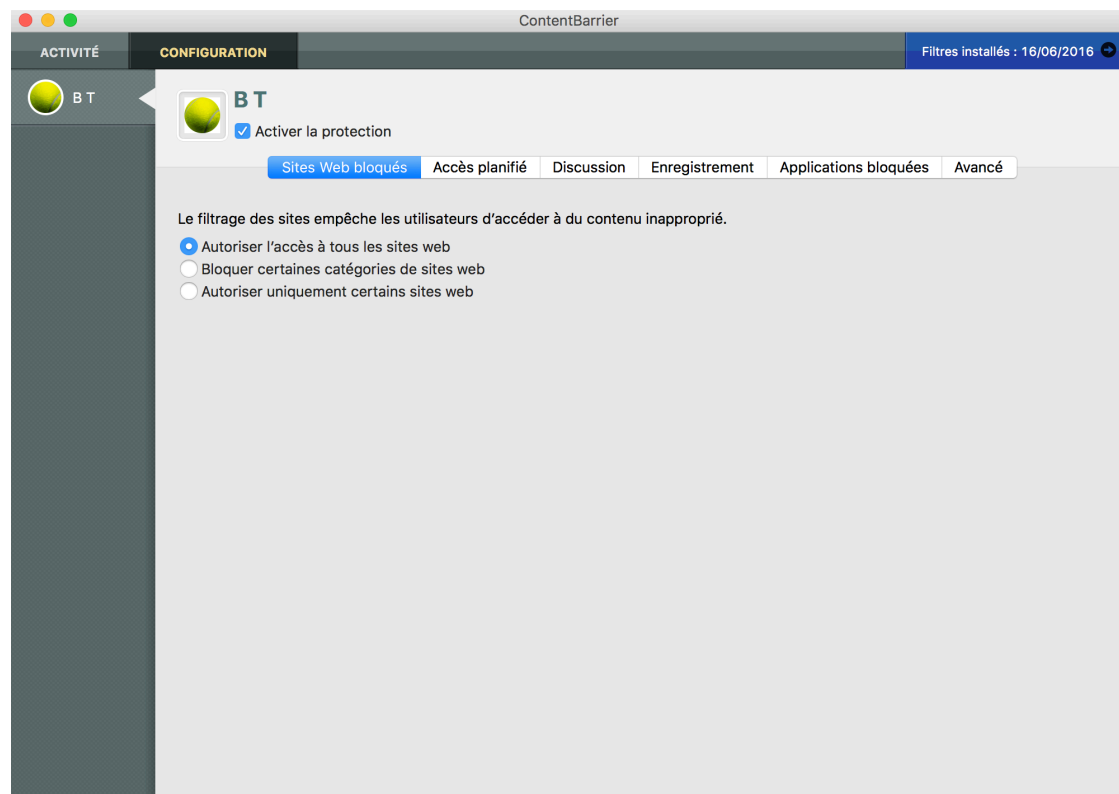 ContentBarrier
ACTIVITÉ
CONFIGURATION
Filtres installés : 16/06/2016
B T
B T
Activer la protection
Sites Web bloqués
Accès planifié
Discussion
Enregistrement
Applications bloquées
Avancé
Le filtrage des sites empêche les utilisateurs d’accéder à du contenu inapproprié.
Autoriser l’accès à tous les sites web
Bloquer certaines catégories de sites web
Autoriser uniquement certains sites web